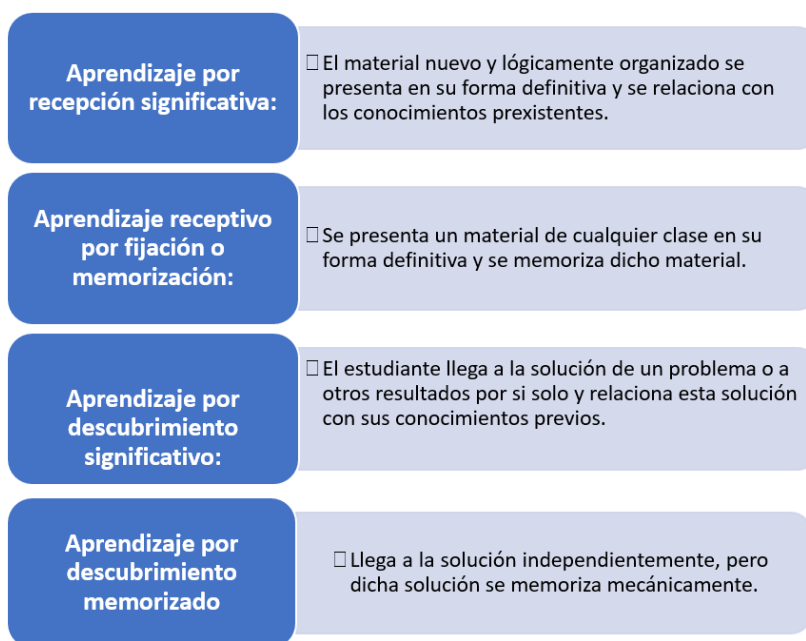 Aprendizaje por
recepción significativa:
□ El material nuevo y lógicamente organizado se
presenta en su forma definitiva y se relaciona con
los conocimientos prexistentes.
Aprendizaje receptivo
por fijación o
memorización:
□ Se presenta un material de cualquier clase en su
forma definitiva y se memoriza dicho material.
Aprendizaje por
descubrimiento
significativo:
□ El estudiante llega a la solución de un problema o a
otros resultados por si solo y relaciona esta solución
con sus conocimientos previos.
Aprendizaje por
descubrimiento
memorizado
□ Llega a la solución independientemente, pero
dicha solución se memoriza mecánicamente.